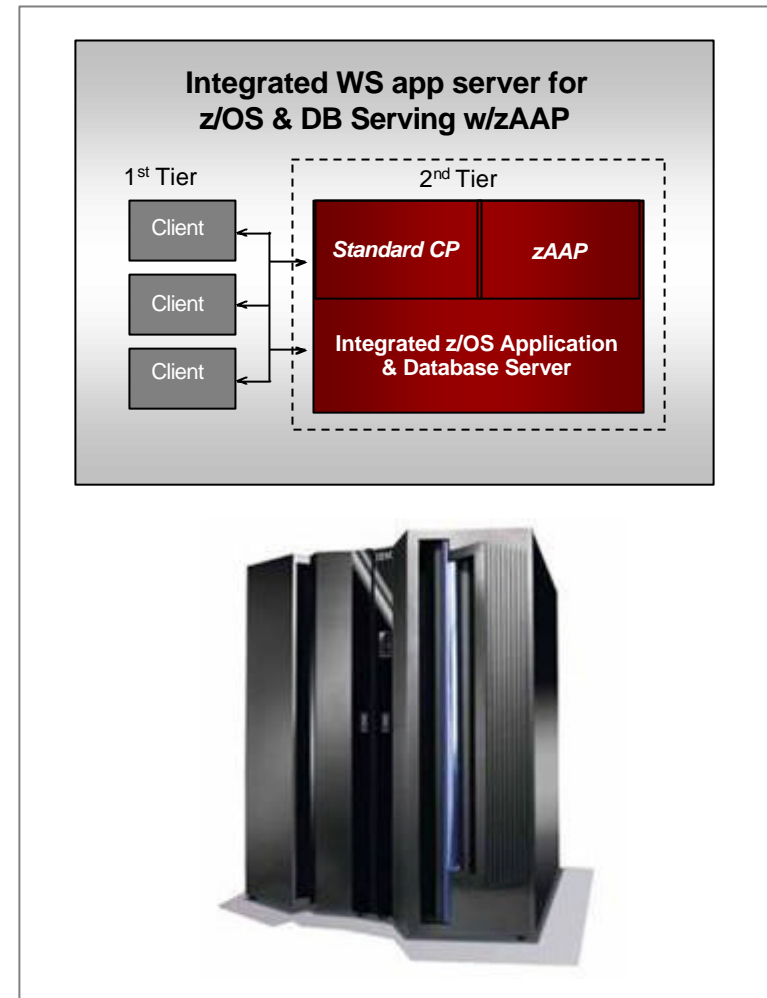 Integrated WS app server for
z/OS & DB Serving w/zAAP
1st Tier
2nd Tier
Client
Client
Client
Standard CP
zAAP
Integrated z/OS Application
& Database Server
IBM